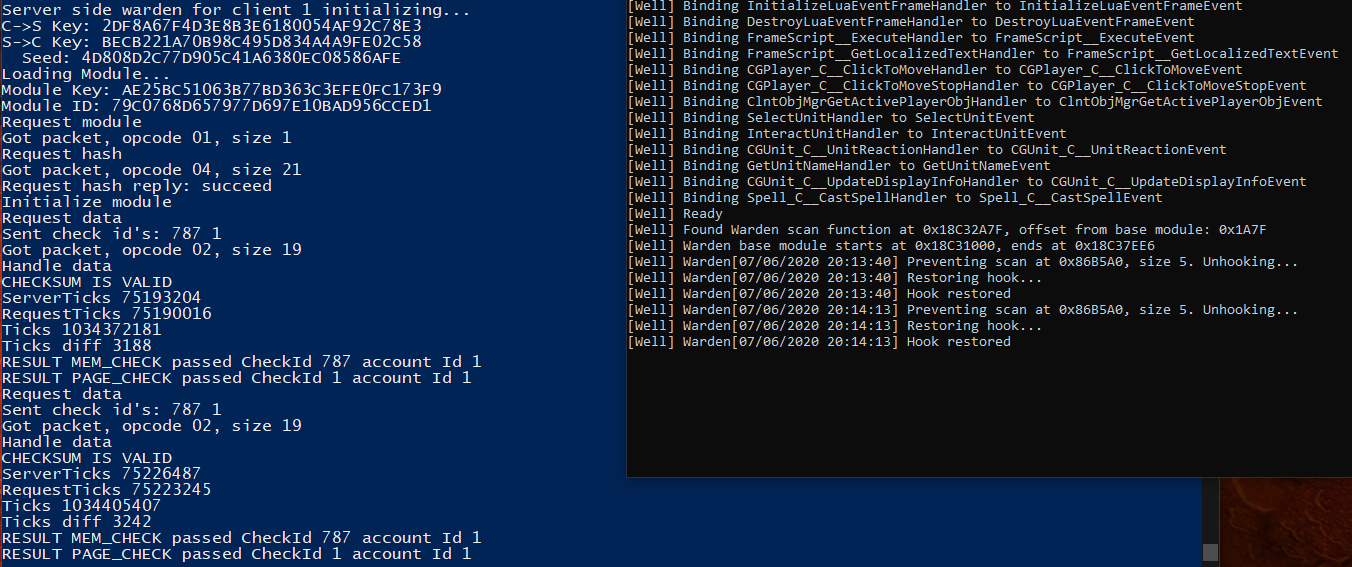 Server side warden for client 1 initializing...
C->S Key: 2DF8A67F4D3E8B3E6180054AF92C78E3
S->C Key: BECB221A70B98C495D834A4A9FE02C58
Seed: 4D808D2C77D905C41A6380EC08586AFE
Loading Module...
Module Key: AE25BC51063B77BD363C3EFE0FC173F9
Module ID: 79C0768D657977D697E10BAD956CCED1
Request module
Got packet, opcode 01, size 1
Request hash
Got packet, opcode 04, size 21
Request hash reply: succeed
Initialize module
Request data
Sent check id's: 787 1
Got packet, opcode 02, size 19
Handle data
CHECKSUM IS VALID
ServerTicks 75193204
RequestTicks 75190016
Ticks 1034372181
Ticks diff 3188
RESULT MEM_CHECK passed CheckId 787 account Id 1
RESULT PAGE_CHECK passed CheckId 1 account Id 1
Request data
Sent check id's: 787 1
Got packet, opcode 02, size 19
Handle data
CHECKSUM IS VALID
ServerTicks 75226487
RequestTicks 75223245
Ticks 1034405407
Ticks diff 3242
RESULT MEM_CHECK passed CheckId 787 account Id 1
RESULT PAGE_CHECK passed CheckId 1 account Id 1
[Well] Binding InitializeLuaEventFrameHandler to InitializeLuaEventFrameEvent
[Well] Binding DestroyLuaEventFrameHandler to DestroyLuaEventFrameEvent
[Well] Binding FrameScript__ExecuteHandler to FrameScript__ExecuteEvent
[Well] Binding FrameScript__GetLocalizedTextHandler to FrameScript__GetLocalizedTextEvent
[Well] Binding CGPlayer_C__ClickToMoveHandler to CGPlayer_C__ClickToMoveEvent
[Well] Binding CGPlayer_C__ClickToMoveStopHandler to CGPlayer_C__ClickToMoveStopEvent
[Well] Binding ClntObjMgrGetActivePlayerObjHandler to ClntObjMgrGetActivePlayerObjEvent
[Well] Binding SelectUnitHandler to SelectUnitEvent
[Well] Binding InteractUnitHandler to InteractUnitEvent
[Well] Binding CGUnit_C__UnitReactionHandler to CGUnit_C__UnitReactionEvent
[Well] Binding GetUnitNameHandler to GetUnitNameEvent
[Well] Binding CGUnit_C__UpdateDisplayInfoHandler to CGUnit_C__UpdateDisplayInfoEvent
[Well] Binding Spell_C__CastSpellHandler to Spell_C__CastSpellEvent
[Well] Ready
[Well] Found Warden scan function at 0x18C32A7F, offset from base module: 0x1A7F
[Well] Warden base module starts at 0x18C31000, ends at 0x18C37EE6
[Well] Warden[07/06/2020 20:13:40] Preventing scan at 0x86B5A0, size 5. Unhooking...
[Well] Warden[07/06/2020 20:13:40] Restoring hook...
[Well] Warden[07/06/2020 20:13:40] Hook restored
[Well] Warden[07/06/2020 20:14:13] Preventing scan at 0x86B5A0, size 5. Unhooking...
[Well] Warden[07/06/2020 20:14:13] Restoring hook...
[Well] Warden[07/06/2020 20:14:13] Hook restored